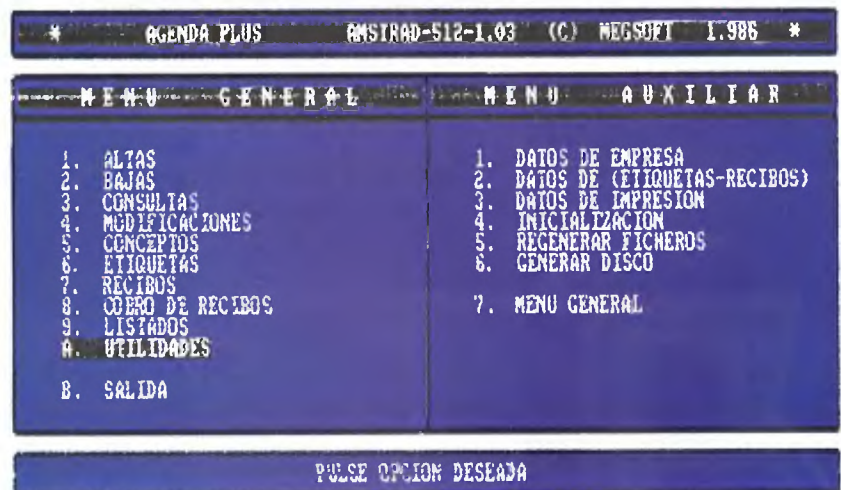 * AGENDA PLUS AMSTRAD-512-1.03 (C) MEGSOFT 1.986 *
MENU GENERAL
1. ALTAS
2. BAJAS
3. CONSULTAS
4. MODIFICACIONES
5. CONCEPTOS
6. ETIQUETAS
7. RECIBOS
8. COBRO DE RECIBOS
9. LISTADOS
A. UTILIDADES
B. SALIDA
MENU AUXILIAR
1. DATOS DE EMPRESA
2. DATOS DE (ETIQUETAS-RECIBOS)
3. DATOS DE IMPRESION
4. INICIALIZACION
5. REGENERAR FICHEROS
6. GENERAR DISCO
7. MENU GENERAL
PULSE OPCION DESEADA